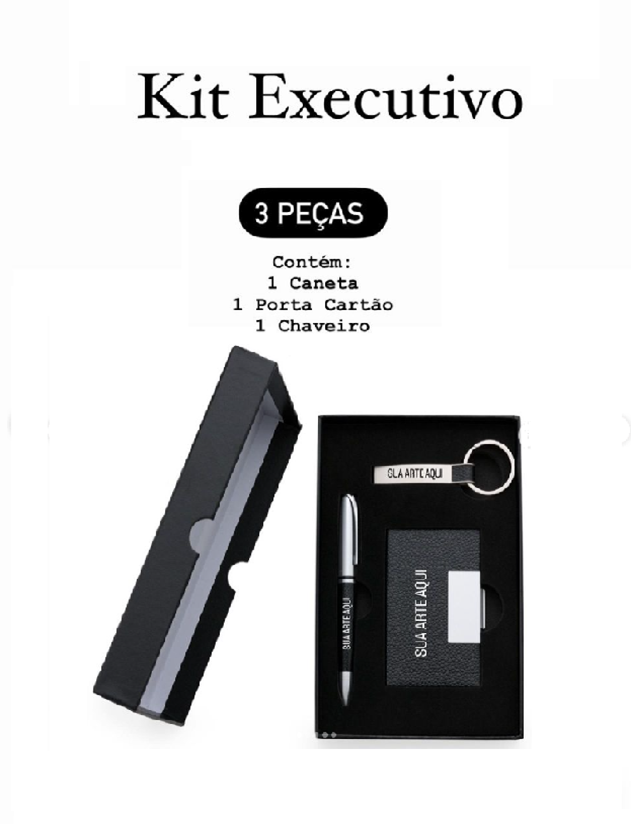 Kit Executivo
3 PEÇAS
Contém:
1 Caneta
1 Porta Cartão
1 Chaveiro
SUA ARTE AQUI
SUA ARTE AQUI
SUA ARTE AQUI